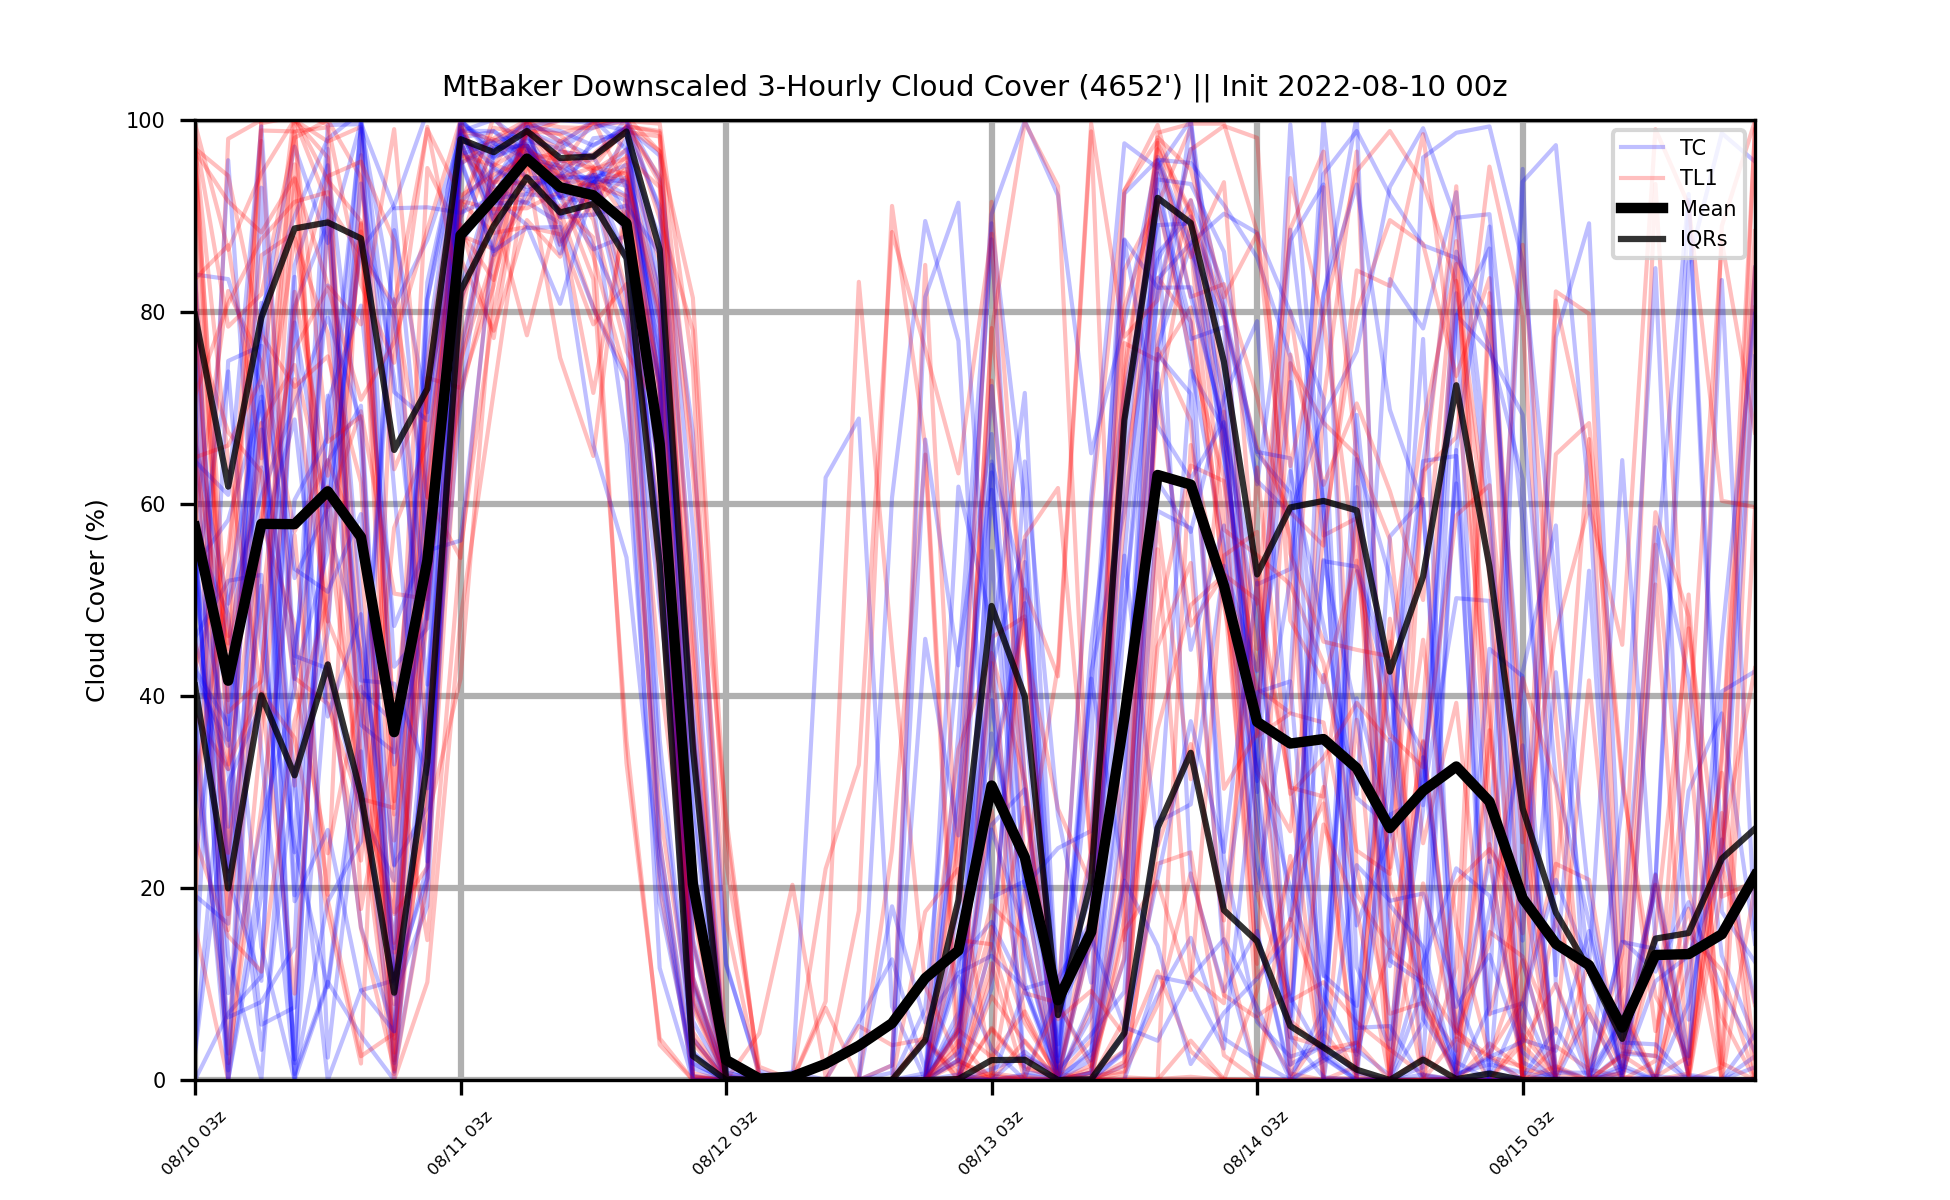 MtBaker Downscaled 3-Hourly Cloud Cover (4652') || Init 2022-08-10 00z
TC
TL1
Mean
IQRs
Cloud Cover (%)
100
80
60
40
20
0
08/10 03z
08/11 03z
08/12 03z
08/13 03z
08/14 03z
08/15 03z